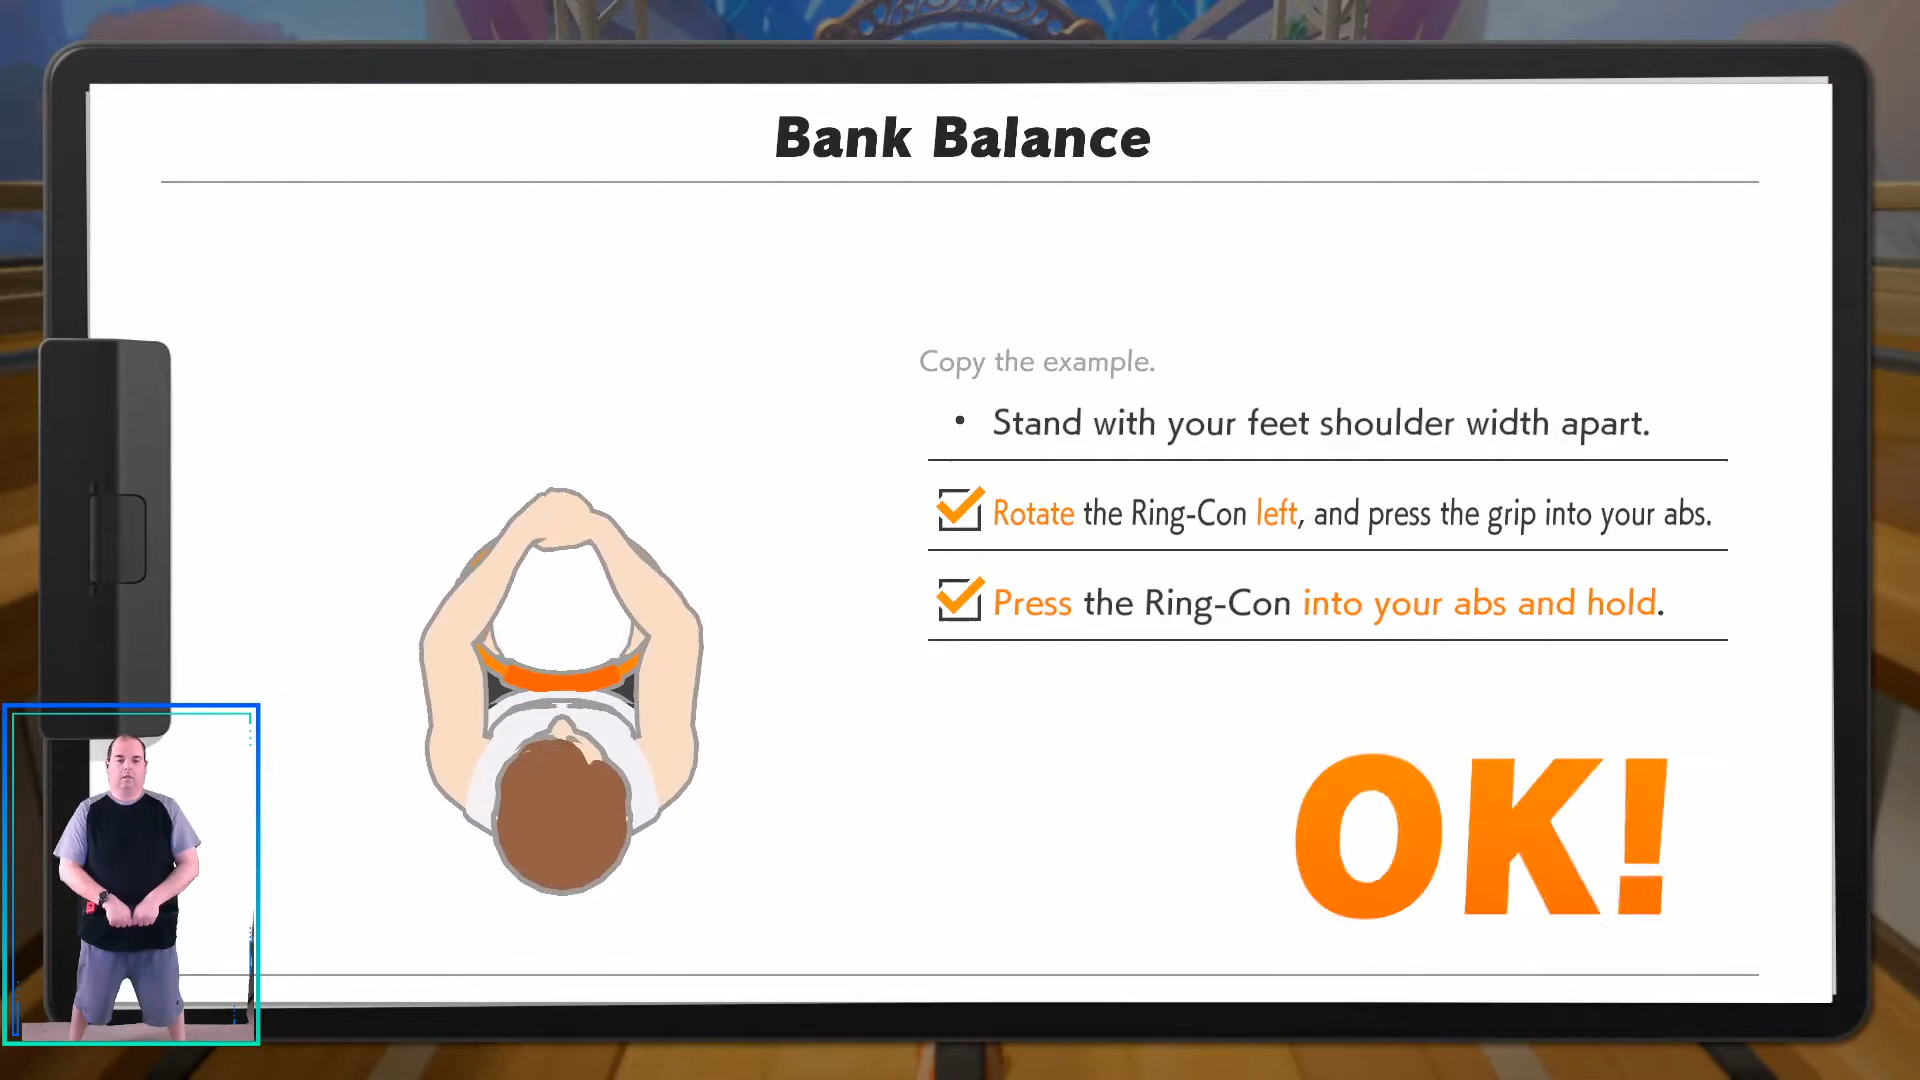 Bank Balance
Copy the example.
• Stand with your feet shoulder width apart.
Rotate the Ring-Con left, and press the grip into your abs.
Press the Ring-Con into your abs and hold.
OK!